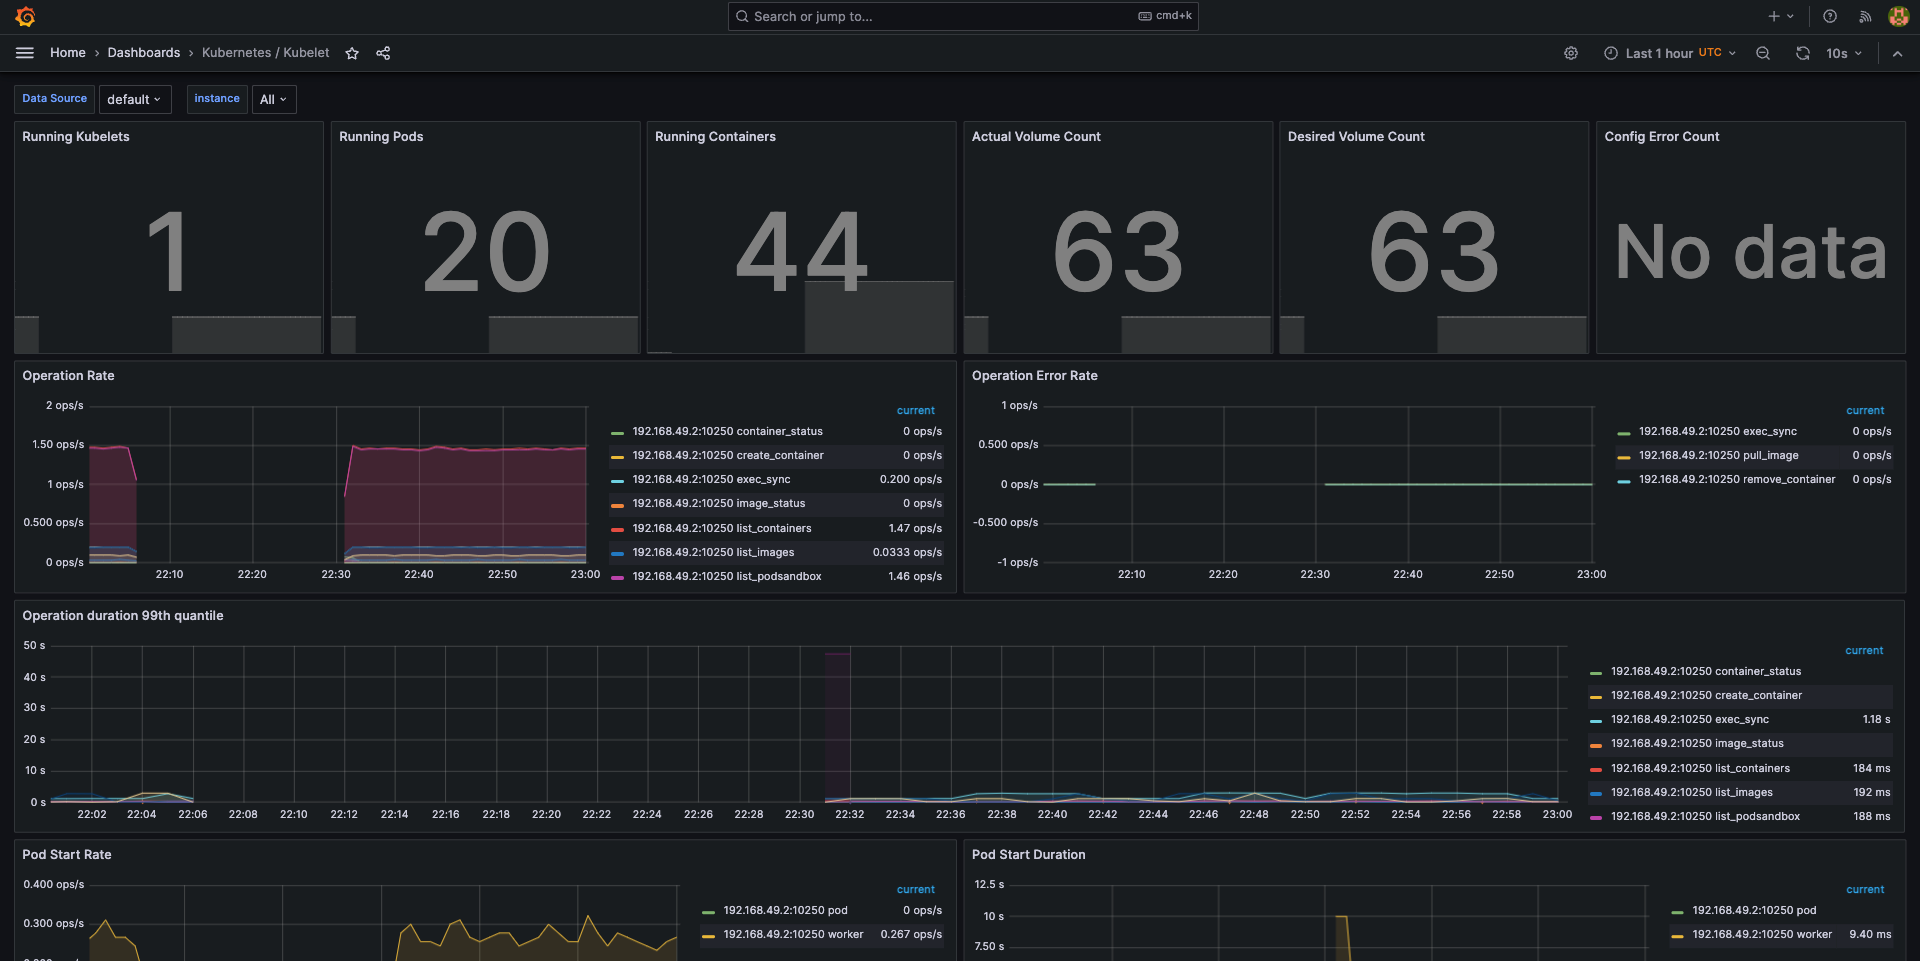 Search or jump to...
cmd+k
Home › Dashboards › Kubernetes / Kubelet
Last 1 hour UTC
10s
Data Source
default
instance
All
Running Kubelets
1
Running Pods
20
Running Containers
44
Actual Volume Count
63
Desired Volume Count
63
Config Error Count
No data
Operation Rate
2 ops/s
1.50 ops/s
1 ops/s
0.500 ops/s
0 ops/s
22:10 22:20 22:30 22:40 22:50 23:00
current
192.168.49.2:10250 container_status 0 ops/s
192.168.49.2:10250 create_container 0 ops/s
192.168.49.2:10250 exec_sync 0.200 ops/s
192.168.49.2:10250 image_status 0 ops/s
192.168.49.2:10250 list_containers 1.47 ops/s
192.168.49.2:10250 list_images 0.0333 ops/s
192.168.49.2:10250 list_podsandbox 1.46 ops/s
Operation Error Rate
1 ops/s
0.500 ops/s
0 ops/s
-0.500 ops/s
-1 ops/s
22:10 22:20 22:30 22:40 22:50 23:00
current
192.168.49.2:10250 exec_sync 0 ops/s
192.168.49.2:10250 pull_image 0 ops/s
192.168.49.2:10250 remove_container 0 ops/s
Operation duration 99th quantile
50 s
40 s
30 s
20 s
10 s
0 s
22:02 22:04 22:06 22:08 22:10 22:12 22:14 22:16 22:18 22:20 22:22 22:24 22:26 22:28 22:30 22:32 22:34 22:36 22:38 22:40 22:42 22:44 22:46 22:48 22:50 22:52 22:54 22:56 22:58 23:00
current
192.168.49.2:10250 container_status
192.168.49.2:10250 create_container
192.168.49.2:10250 exec_sync 1.18 s
192.168.49.2:10250 image_status
192.168.49.2:10250 list_containers 184 ms
192.168.49.2:10250 list_images 192 ms
192.168.49.2:10250 list_podsandbox 188 ms
Pod Start Rate
0.400 ops/s
0.300 ops/s
current
192.168.49.2:10250 pod 0 ops/s
192.168.49.2:10250 worker 0.267 ops/s
Pod Start Duration
12.5 s
10 s
7.50 s
current
192.168.49.2:10250 pod
192.168.49.2:10250 worker 9.40 ms